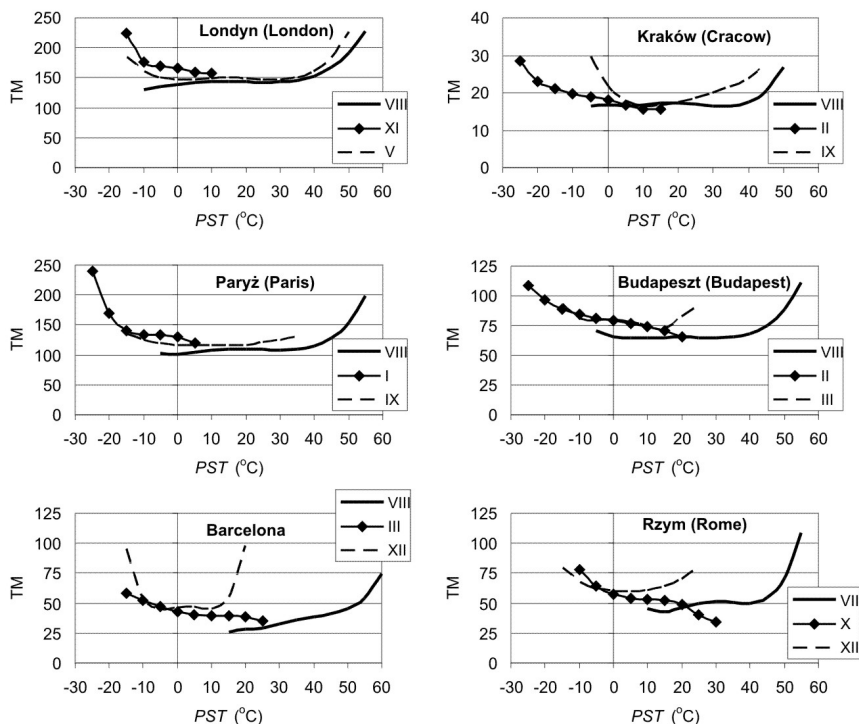 Londyn (London)
TM
250
200
150
100
50
0
-30 -20 -10 0 10 20 30 40 50 60
PST (°C)
VIII
XI
V
Kraków (Cracow)
TM
40
30
20
10
0
-30 -20 -10 0 10 20 30 40 50 60
PST (°C)
VIII
II
IX
Paryż (Paris)
TM
250
200
150
100
50
0
-30 -20 -10 0 10 20 30 40 50 60
PST (°C)
VIII
I
IX
Budapeszt (Budapest)
TM
125
100
75
50
25
0
-30 -20 -10 0 10 20 30 40 50 60
PST (°C)
VIII
II
III
Barcelona
TM
125
100
75
50
25
0
-30 -20 -10 0 10 20 30 40 50 60
PST (°C)
VIII
III
XII
Rzym (Rome)
TM
125
100
75
50
25
0
-30 -20 -10 0 10 20 30 40 50 60
PST (°C)
X